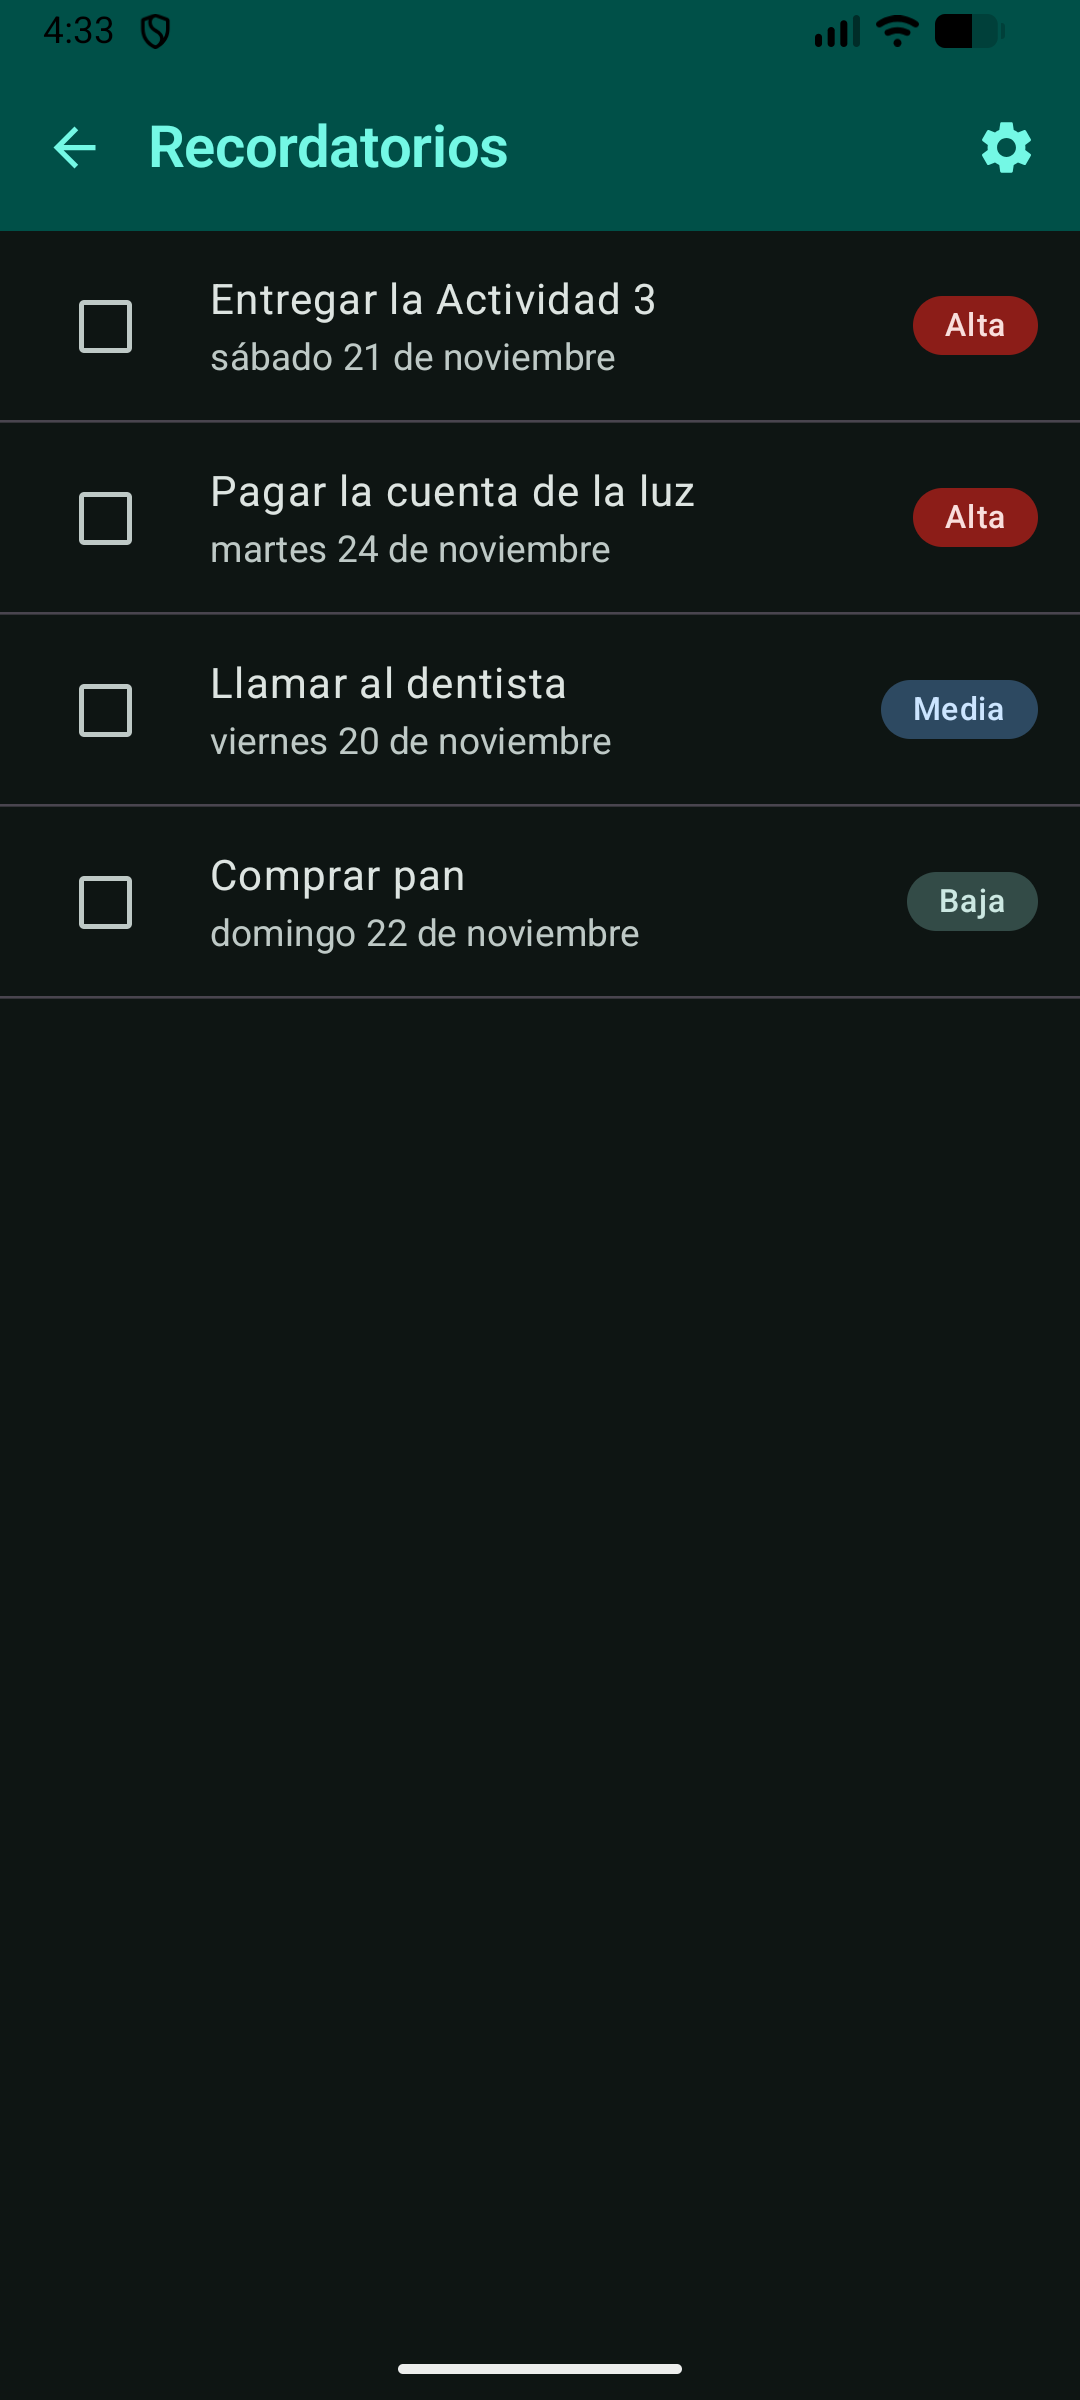 4:33
Recordatorios
Entregar la Actividad 3
sábado 21 de noviembre
Alta
Pagar la cuenta de la luz
martes 24 de noviembre
Alta
Llamar al dentista
viernes 20 de noviembre
Media
Comprar pan
domingo 22 de noviembre
Baja